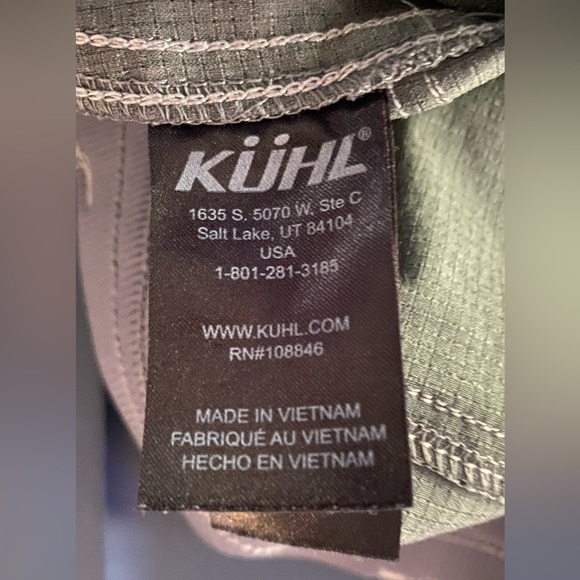 KÜHL®
1635 S. 5070 W. Ste C
Salt Lake, UT 84104
USA
1-801-281-3185
WWW.KUHL.COM
RN#108846
MADE IN VIETNAM
FABRIQUÉ AU VIETNAM
HECHO EN VIETNAM